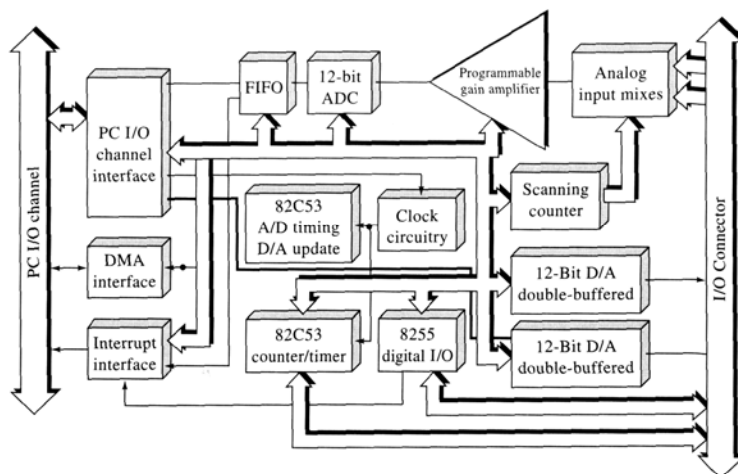 PC I/O channel
PC I/O
channel
interface
FIFO
12-bit
ADC
Programmable
gain amplifier
Analog
input mixes
82C53
A/D timing
D/A update
Clock
circuitry
Scanning
counter
DMA
interface
12-Bit D/A
double-buffered
Interrupt
interface
82C53
counter/timer
8255
digital I/O
12-Bit D/A
double-buffered
I/O Connector